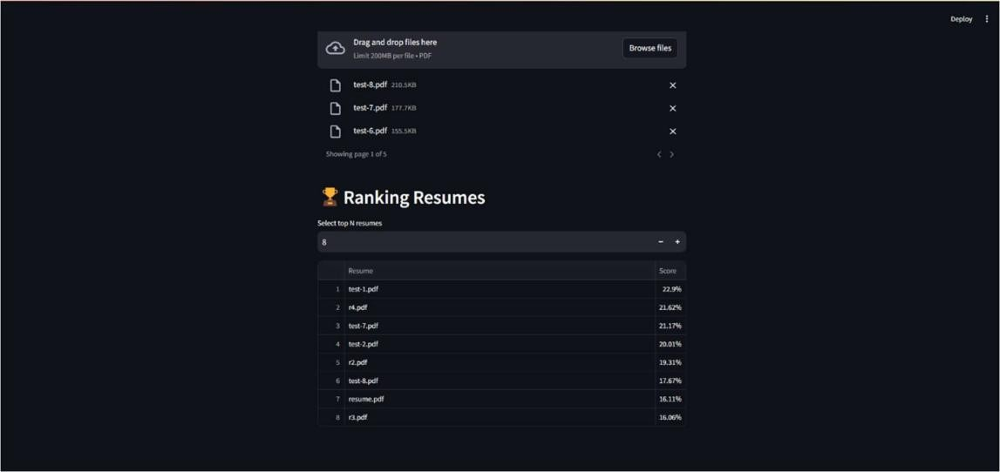 Deploy
Drag and drop files here
Limit 200MB per file • PDF
Browse files
test-8.pdf 210.5KB
test-7.pdf 177.7KB
test-6.pdf 155.5KB
Showing page 1 of 5
Ranking Resumes
Select top N resumes
8
Resume Score
1 test-1.pdf 22.9%
2 r4.pdf 21.62%
3 test-7.pdf 21.17%
4 test-2.pdf 20.01%
5 r2.pdf 19.31%
6 test-8.pdf 17.67%
7 resume.pdf 16.11%
8 r3.pdf 16.06%